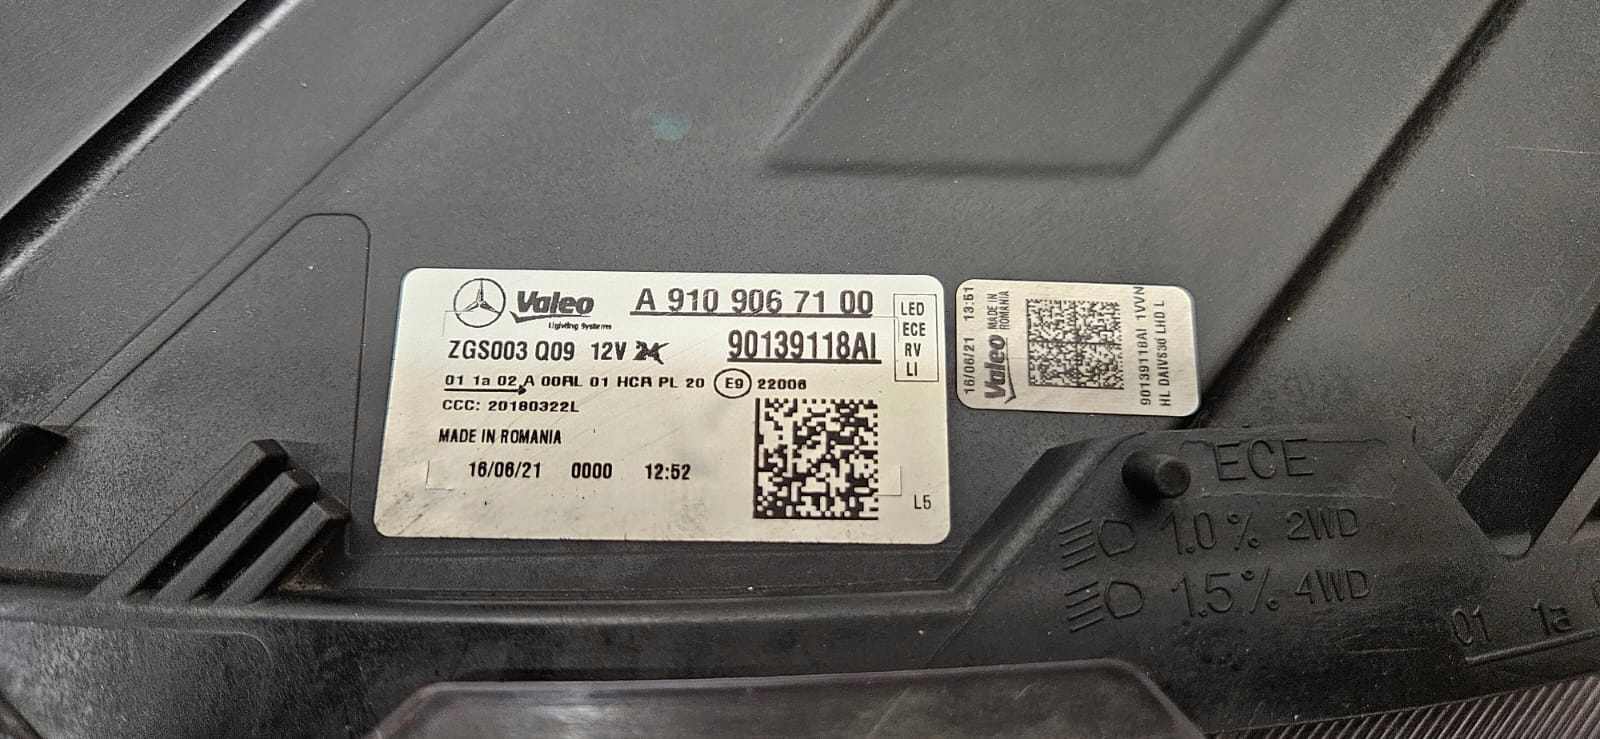 Valeo
Lighting Systems
A 910 906 71 00
ZGS003 Q09 12V 24
90139118AI
LED
ECE
RV
LI
01 1a 02 A 00RL 01 HCR PL 20 E9 22006
CCC: 20180322L
MADE IN ROMANIA
16/06/21 0000 12:52
L5
16/06/21 13:51
Valeo MADE IN
ROMANIA
90139118AI 1VVN
HL DAIVS30 LHD L
ECE
1.0% 2WD
1.5% 4WD
01 1a